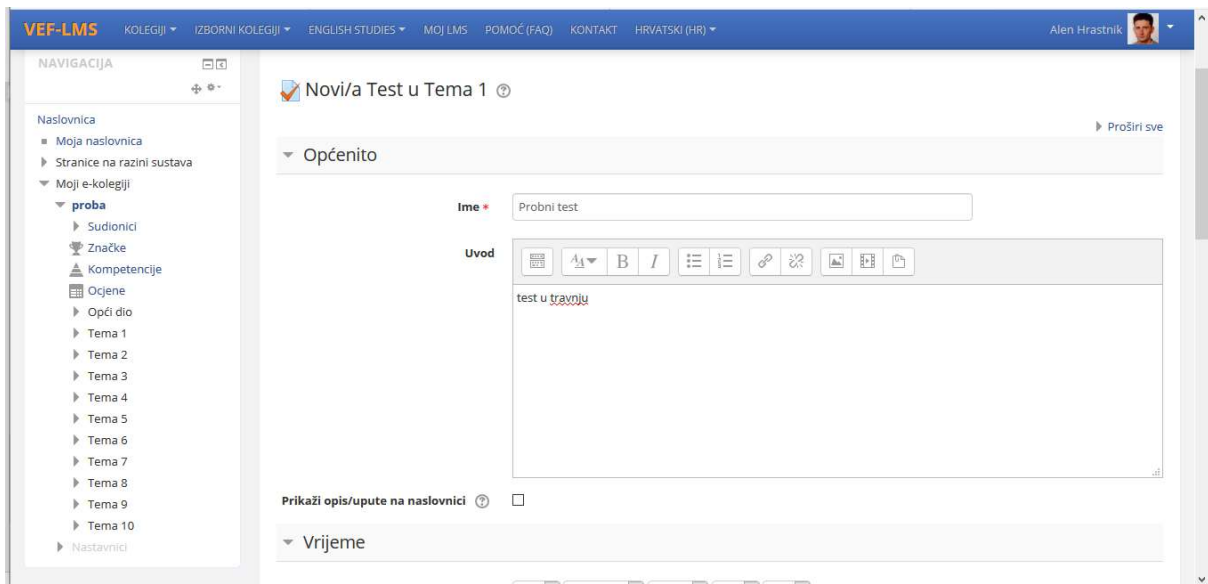 VEF-LMS KOLEGIJI IZBORNI KOLEGIJI ENGLISH STUDIES MOJ LMS POMOĆ (FAQ) KONTAKT HRVATSKI (HR) Alen Hrastnik
NAVIGACIJA
Naslovnica
Moja naslovnica
Stranice na razini sustava
Moji e-kolegiji
proba
Sudionici
Značke
Kompetencije
Ocjene
Opći dio
Tema 1
Tema 2
Tema 3
Tema 4
Tema 5
Tema 6
Tema 7
Tema 8
Tema 9
Tema 10
Nastavnici
Novi/a Test u Tema 1
Proširi sve
Općenito
Ime * Probni test
Uvod
B I
test u travnju
Prikaži opis/upute na naslovnici
Vrijeme